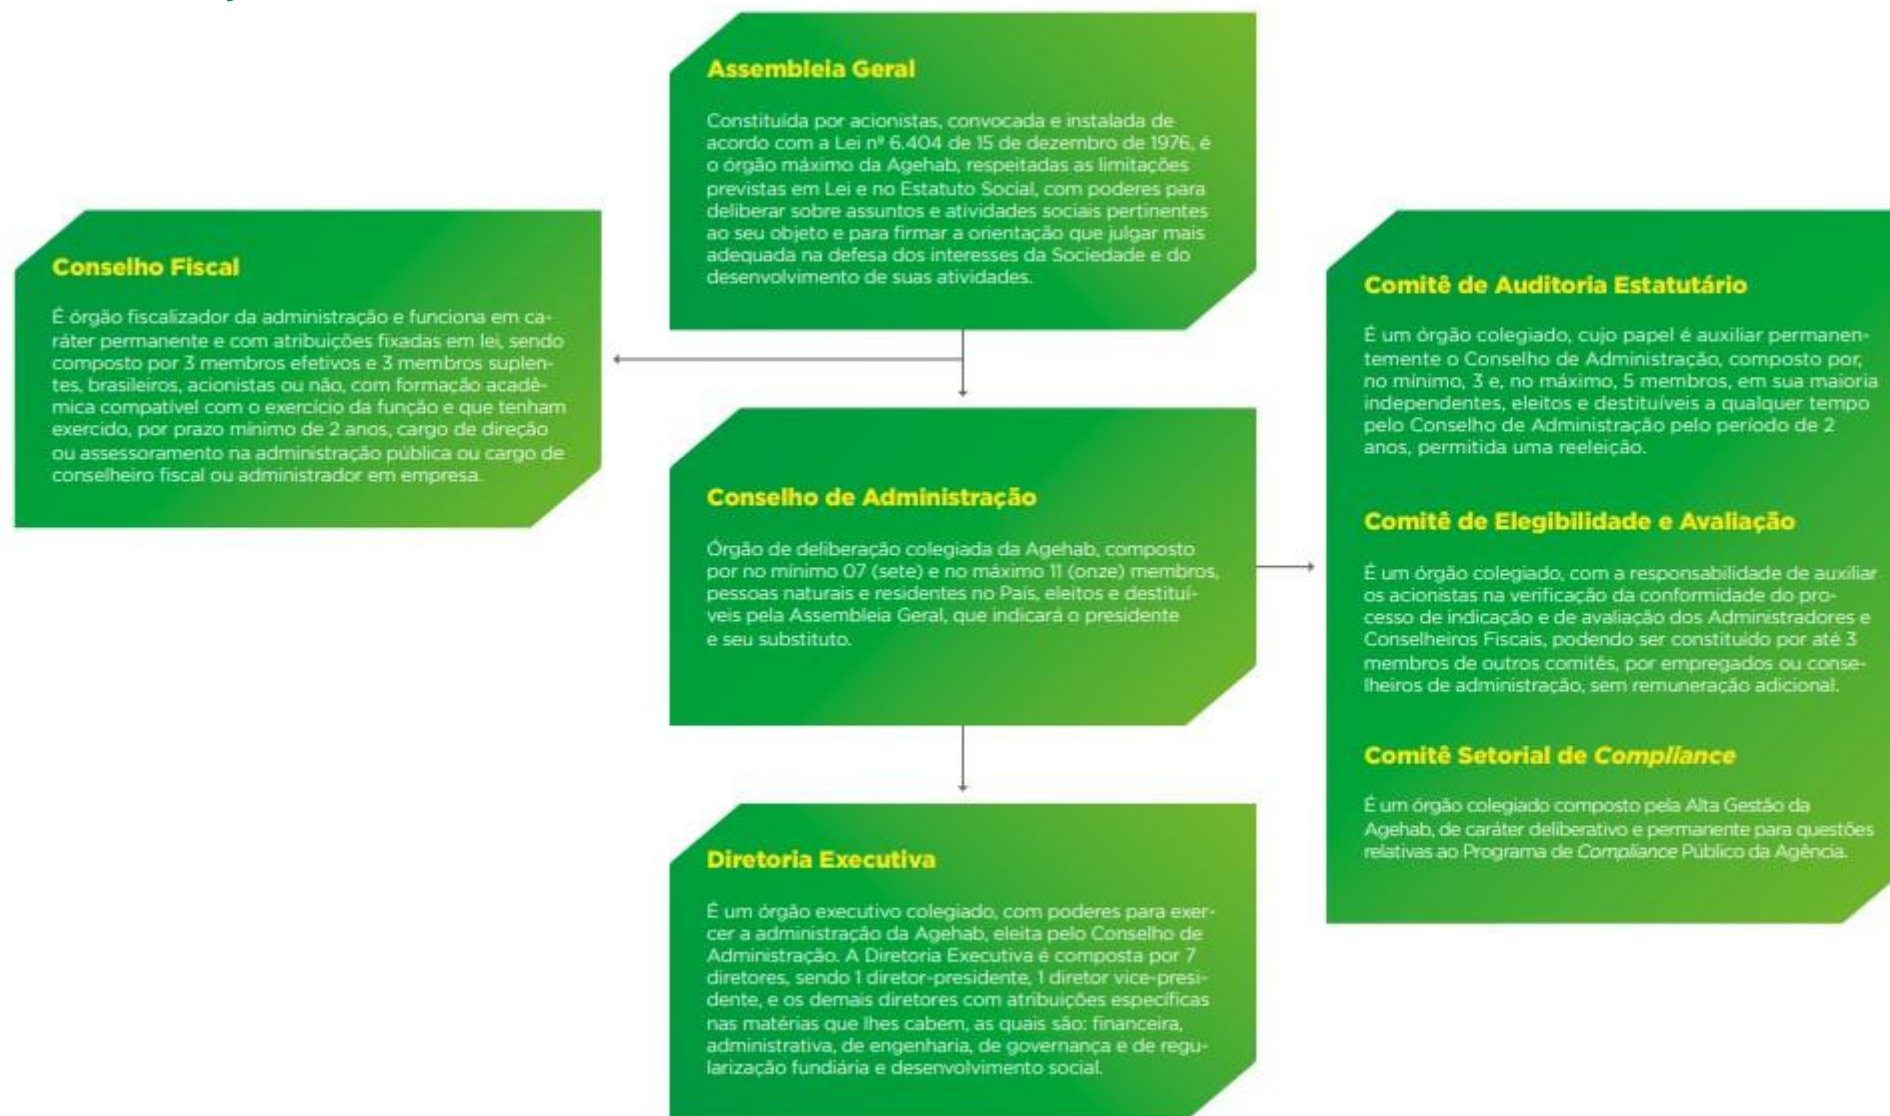 Assembleia Geral
Constituída por acionistas, convocada e instalada de
acordo com a Lei nº 6.404 de 15 de dezembro de 1976, é
o órgão máximo da Agehab, respeitadas as limitações
previstas em Lei e no Estatuto Social, com poderes para
deliberar sobre assuntos e atividades sociais pertinentes
ao seu objeto e para firmar a orientação que julgar mais
adequada na defesa dos interesses da Sociedade e do
desenvolvimento de suas atividades.
Conselho Fiscal
É órgão fiscalizador da administração e funciona em ca-
ráter permanente e com atribuições fixadas em lei, sendo
composto por 3 membros efetivos e 3 membros suplen-
tes, brasileiros, acionistas ou não, com formação acadê-
mica compatível com o exercício da função e que tenham
exercido, por prazo mínimo de 2 anos, cargo de direção
ou assessoramento na administração pública ou cargo de
conselheiro fiscal ou administrador em empresa.
Conselho de Administração
Órgão de deliberação colegiada da Agehab, composto
por no mínimo 07 (sete) e no máximo 11 (onze) membros,
pessoas naturais e residentes no País, eleitos e destituí-
veis pela Assembleia Geral, que indicará o presidente
e seu substituto.
Diretoria Executiva
É um órgão executivo colegiado, com poderes para exer-
cer a administração da Agehab, eleita pelo Conselho de
Administração. A Diretoria Executiva é composta por 7
diretores, sendo 1 diretor-presidente, 1 diretor vice-presi-
dente, e os demais diretores com atribuições específicas
nas matérias que lhes cabem, as quais são: financeira,
administrativa, de engenharia, de governança e de regu-
larização fundiária e desenvolvimento social.
Comitê de Auditoria Estatutário
É um órgão colegiado, cujo papel é auxiliar permanen-
temente o Conselho de Administração, composto por,
no mínimo, 3 e, no máximo, 5 membros, em sua maioria
independentes, eleitos e destituíveis a qualquer tempo
pelo Conselho de Administração pelo período de 2
anos, permitida uma reeleição.
Comitê de Elegibilidade e Avaliação
É um órgão colegiado, com a responsabilidade de auxiliar
os acionistas na verificação da conformidade do pro-
cesso de indicação e de avaliação dos Administradores e
Conselheiros Fiscais, podendo ser constituído por até 3
membros de outros comitês, por empregados ou conse-
lheiros de administração, sem remuneração adicional.
Comitê Setorial de Compliance
É um órgão colegiado composto pela Alta Gestão da
Agehab, de caráter deliberativo e permanente para questões
relativas ao Programa de Compliance Público da Agência.